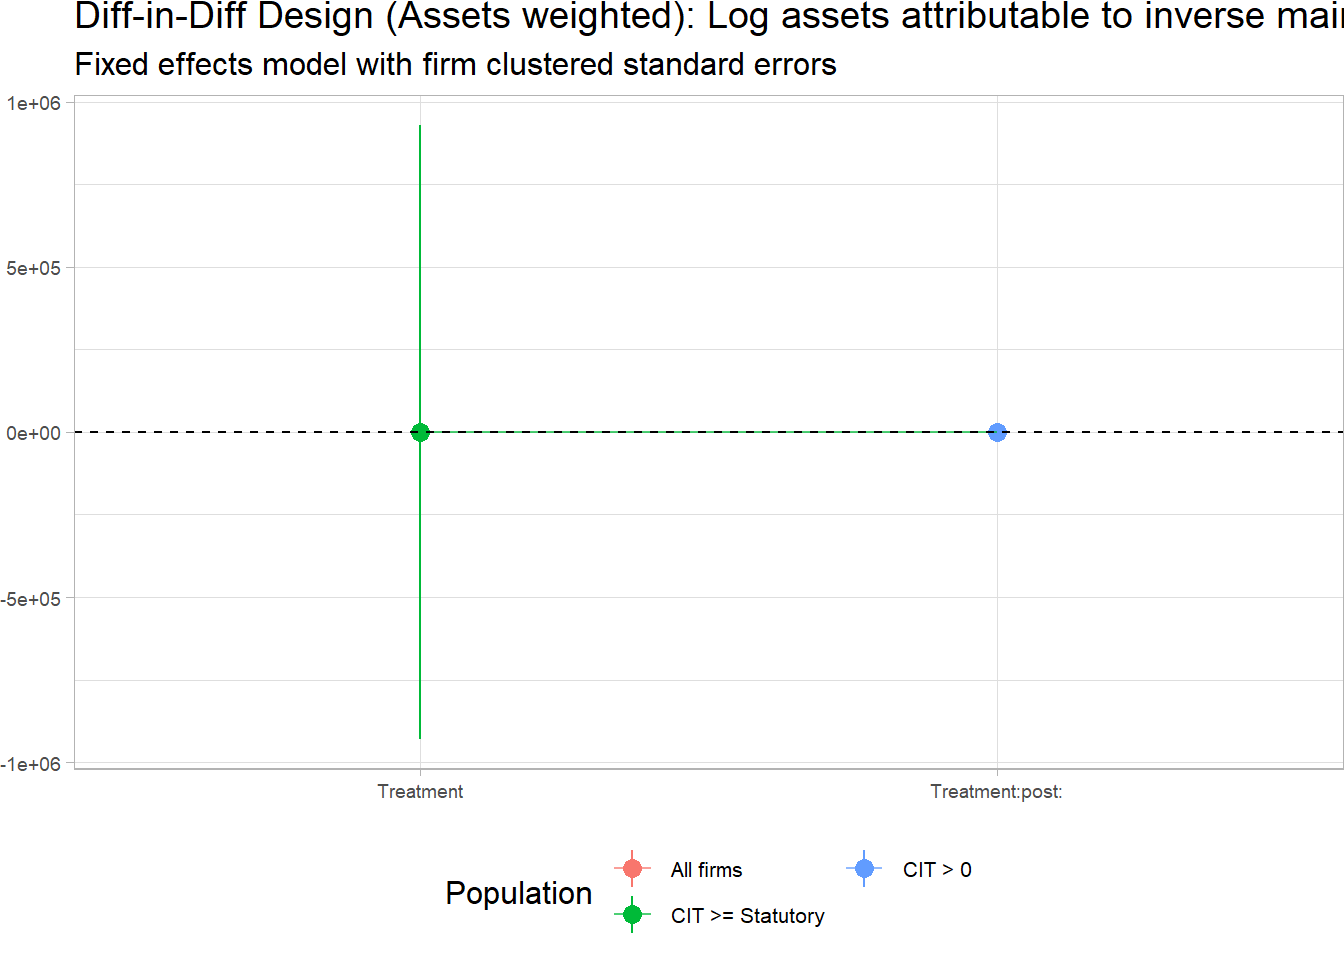 Diff-in-Diff Design (Assets weighted): Log assets attributable to inverse mai
Fixed effects model with firm clustered standard errors
1e+06
5e+05
0e+00
-5e+05
-1e+06
Treatment
Treatment:post:
Population
All firms
CIT > 0
CIT >= Statutory